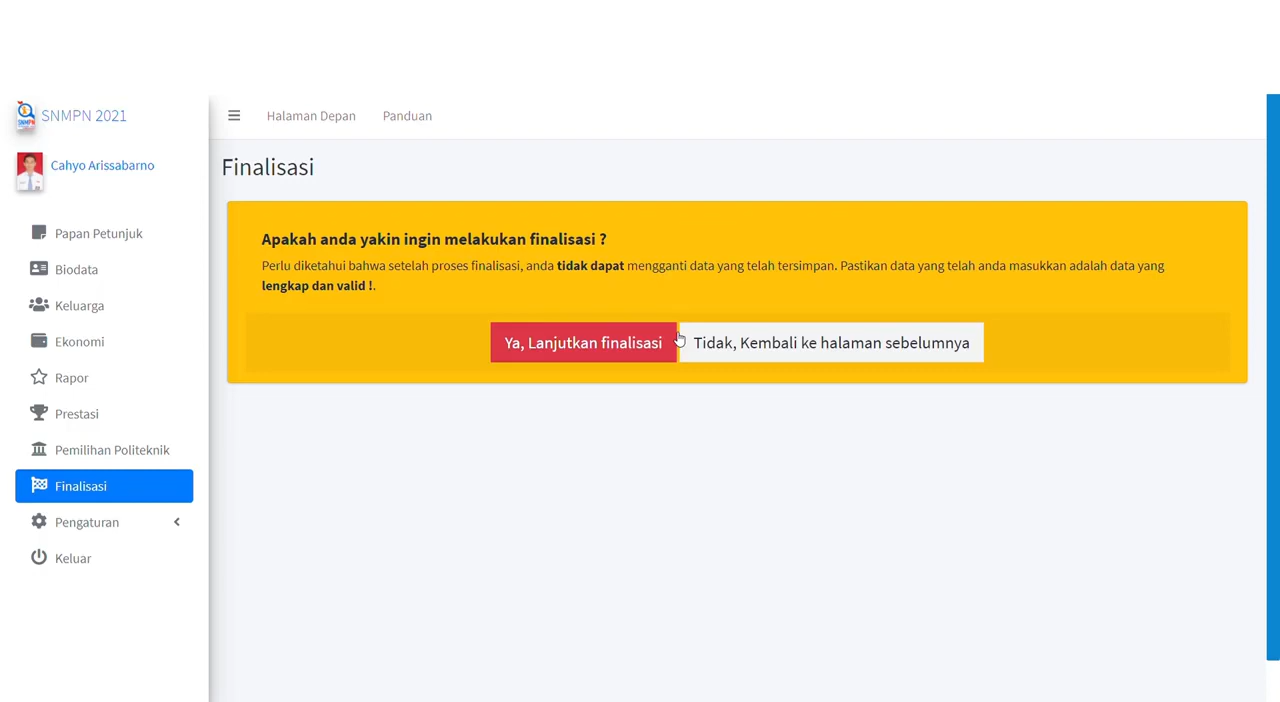 SNMPN 2021
Halaman Depan
Panduan
Cahyo Arissabarno
Papan Petunjuk
Biodata
Keluarga
Ekonomi
Rapor
Prestasi
Pemilihan Politeknik
Finalisasi
Pengaturan
Keluar
Finalisasi
Apakah anda yakin ingin melakukan finalisasi ?
Perlu diketahui bahwa setelah proses finalisasi, anda tidak dapat mengganti data yang telah tersimpan. Pastikan data yang telah anda masukkan adalah data yang
lengkap dan valid !.
Ya, Lanjutkan finalisasi
Tidak, Kembali ke halaman sebelumnya